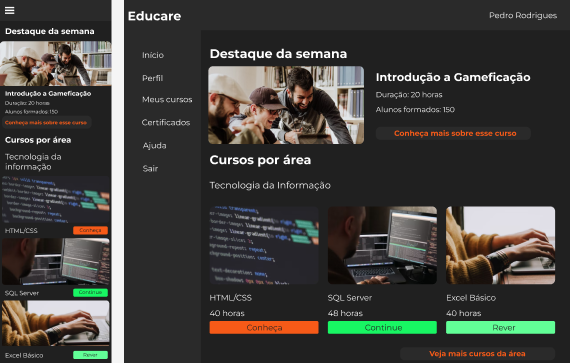 Destaque da semana
Introdução a Gameficação
Duração: 20 horas
Alunos formados: 150
Conheça mais sobre esse curso
Cursos por área
Tecnologia da
informação
HTML/CSS
Conheça
SQL Server
Continue
Excel Básico
Rever
Educare
Pedro Rodrigues
Início
Perfil
Meus cursos
Certificados
Ajuda
Sair
Destaque da semana
Introdução a Gameficação
Duração: 20 horas
Alunos formados: 150
Conheça mais sobre esse curso
Cursos por área
Tecnologia da Informação
HTML/CSS
40 horas
Conheça
SQL Server
48 horas
Continue
Excel Básico
40 horas
Rever
Veja mais cursos da área